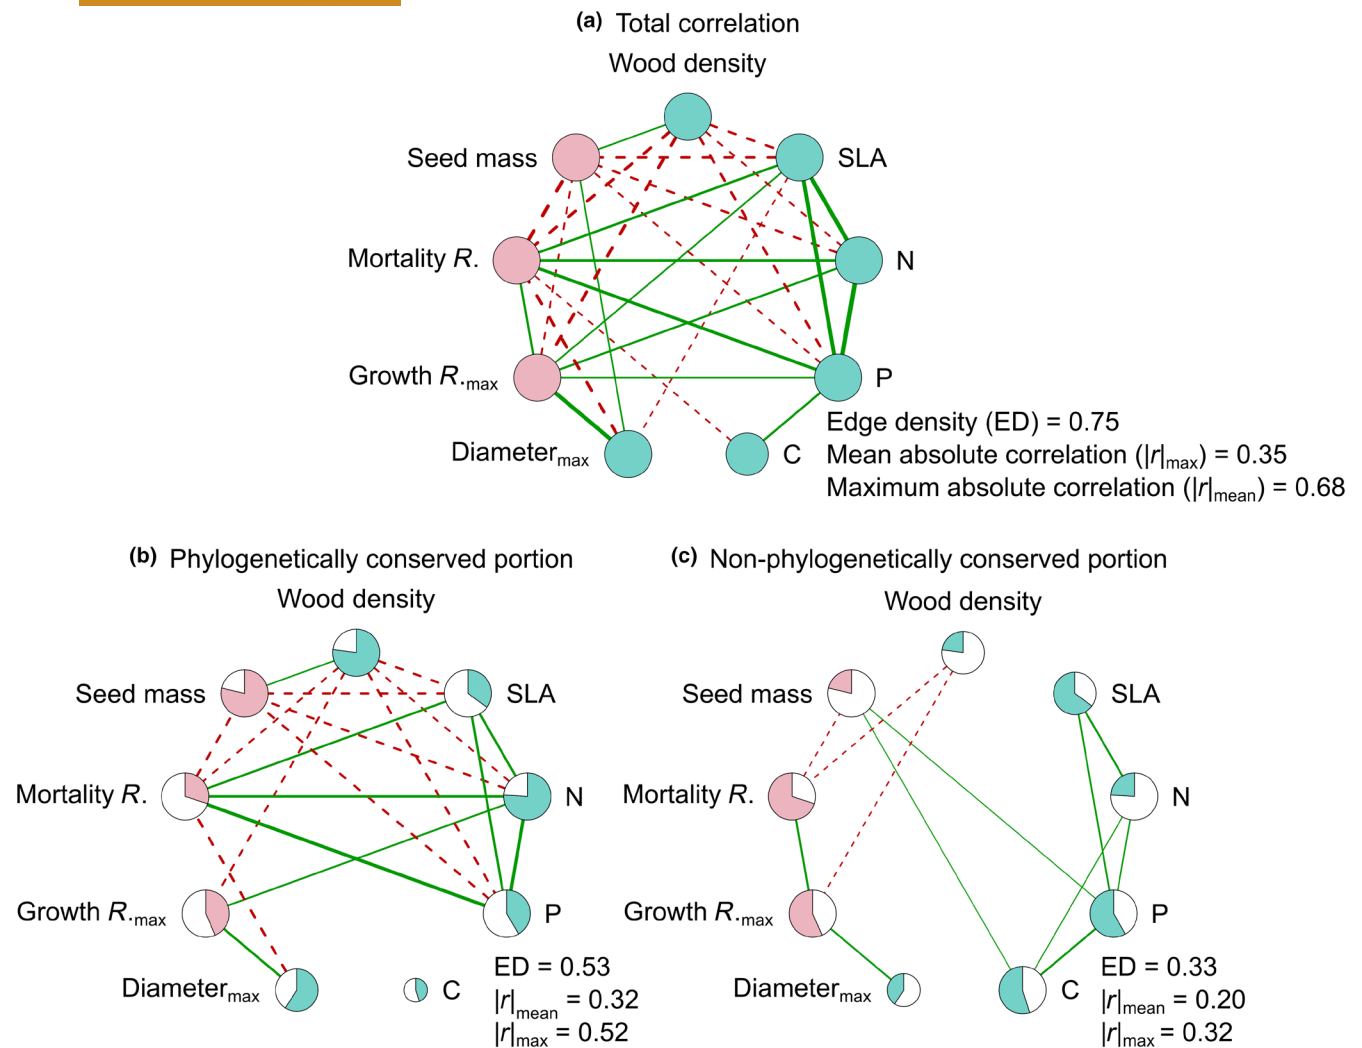 (a) Total correlation
Wood density
Seed mass
SLA
Mortality R.
N
Growth R.max
P
Diametermax
C
Edge density (ED) = 0.75
Mean absolute correlation (|r|max) = 0.35
Maximum absolute correlation (|r|mean) = 0.68
(b) Phylogenetically conserved portion
Wood density
Seed mass
SLA
Mortality R.
N
Growth R.max
P
Diametermax
C
ED = 0.53
|r|mean = 0.32
|r|max = 0.52
(c) Non-phylogenetically conserved portion
Wood density
Seed mass
SLA
Mortality R.
N
Growth R.max
P
Diametermax
C
ED = 0.33
|r|mean = 0.20
|r|max = 0.32